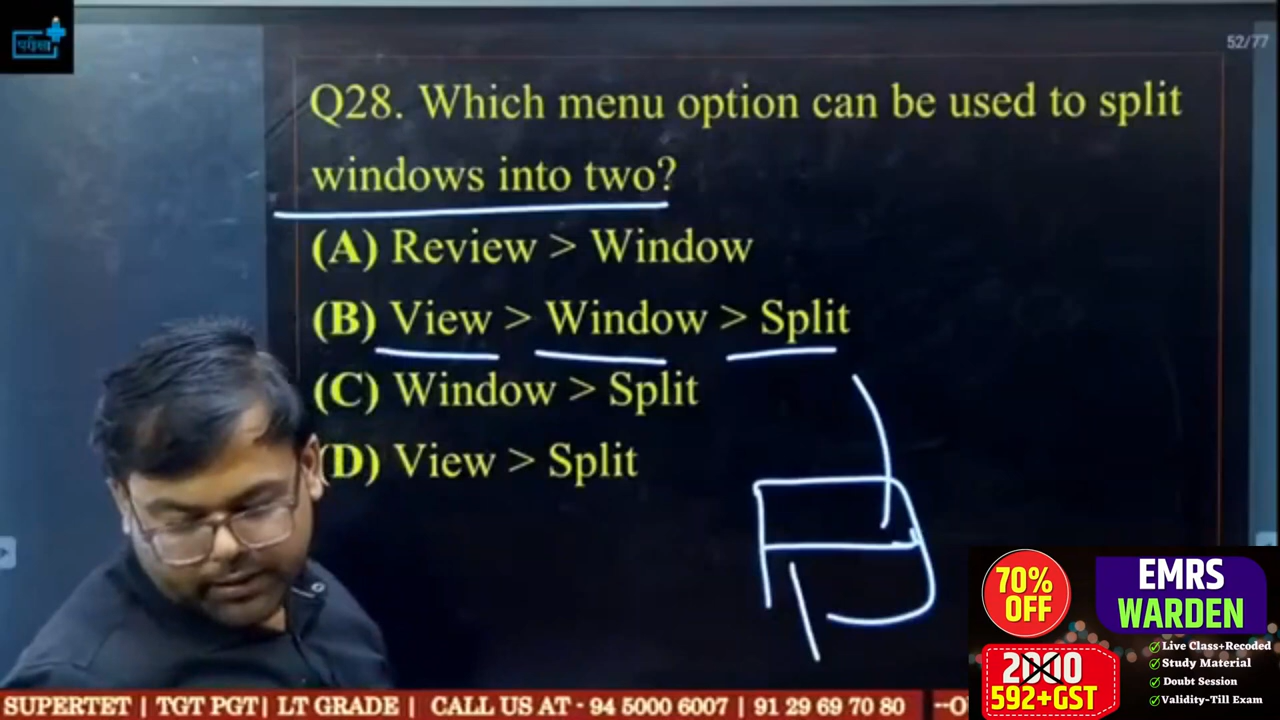 परीक्षा
52/77
Q28. Which menu option can be used to split
windows into two?
(A) Review > Window
(B) View > Window > Split
(C) Window > Split
(D) View > Split
70%
OFF
EMRS
WARDEN
2000
592+GST
Live Class+Recoded
Study Material
Doubt Session
Validity-Till Exam
SUPERTET | TGT PGT| LT GRADE | CALL US AT - 94 5000 6007 | 91 29 69 70 80